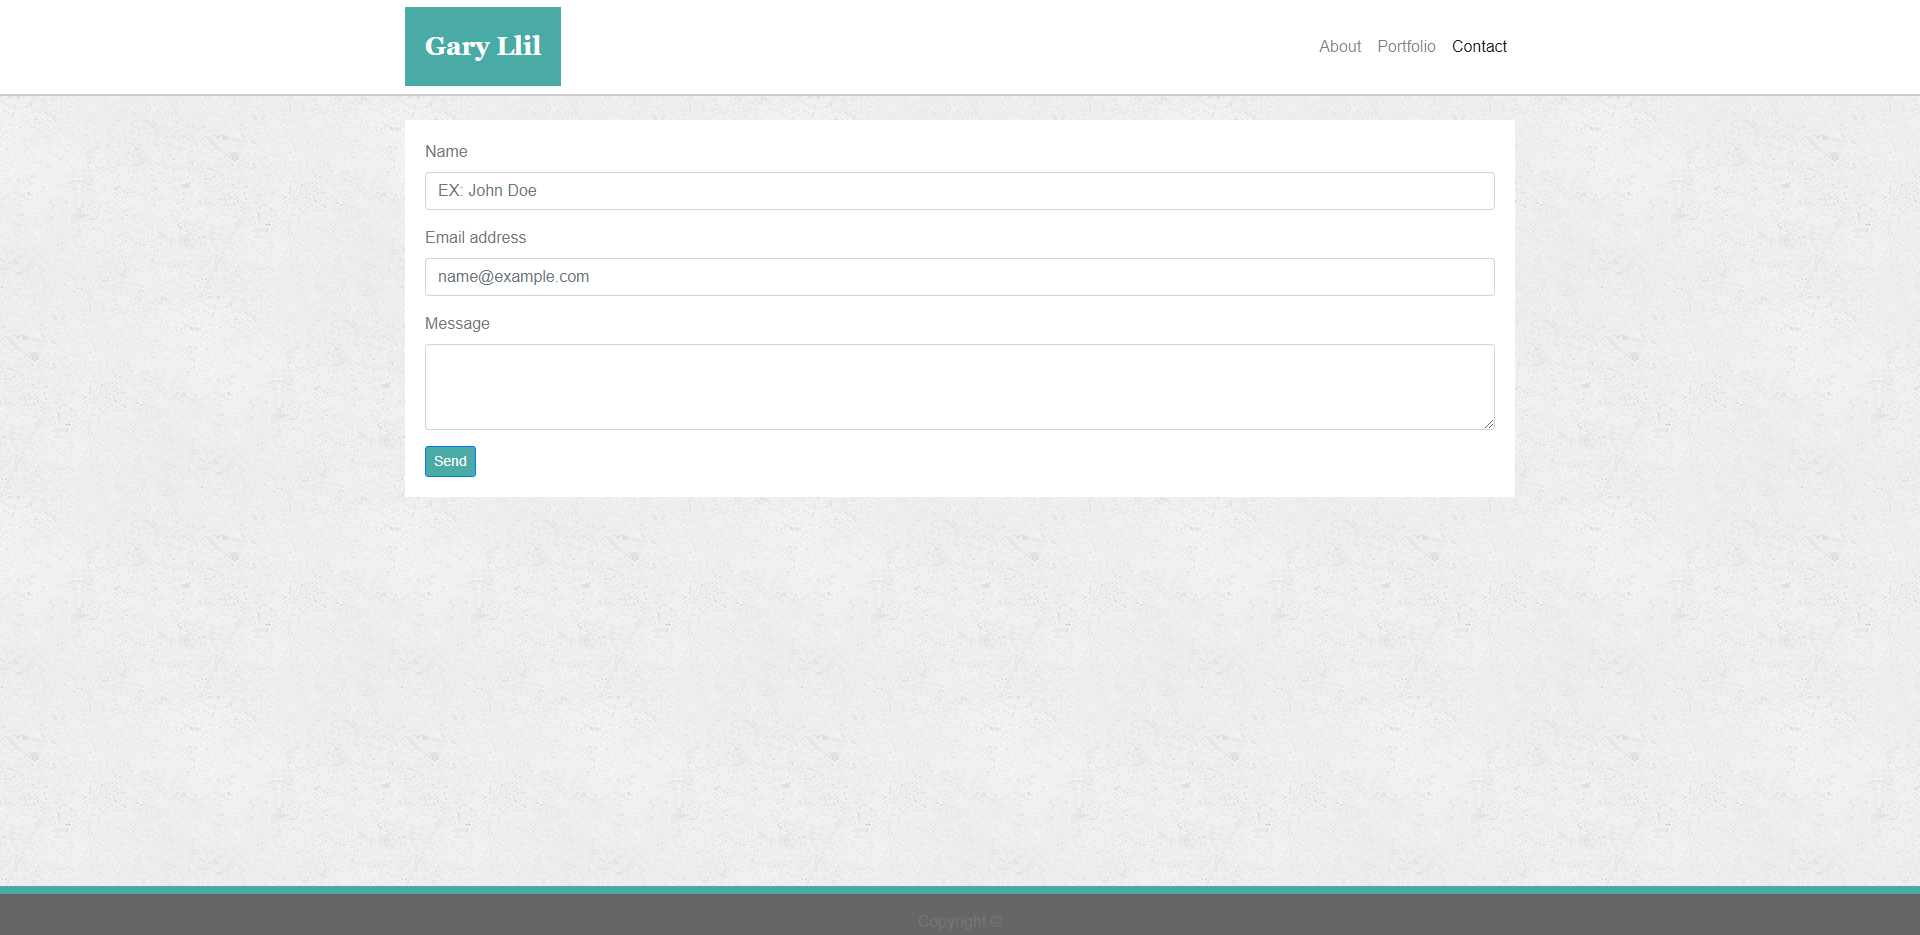 Gary Llil
About Portfolio Contact
Name
EX: John Doe
Email address
name@example.com
Message
Send
Copyright ©